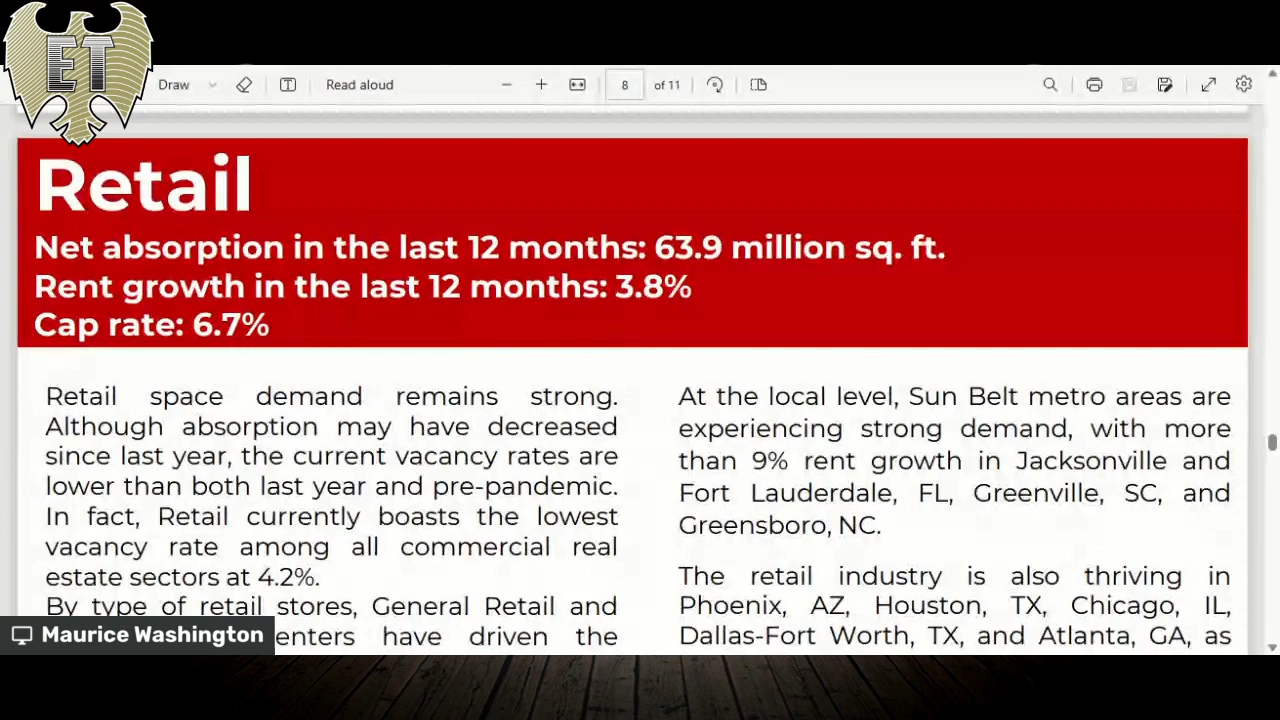 ET
Draw
Read aloud
8
of 11
Retail
Net absorption in the last 12 months: 63.9 million sq. ft.
Rent growth in the last 12 months: 3.8%
Cap rate: 6.7%
Retail space demand remains strong.
Although absorption may have decreased
since last year, the current vacancy rates are
lower than both last year and pre-pandemic.
In fact, Retail currently boasts the lowest
vacancy rate among all commercial real
estate sectors at 4.2%.
By type of retail stores, General Retail and
enters have driven the
At the local level, Sun Belt metro areas are
experiencing strong demand, with more
than 9% rent growth in Jacksonville and
Fort Lauderdale, FL, Greenville, SC, and
Greensboro, NC.
The retail industry is also thriving in
Phoenix, AZ, Houston, TX, Chicago, IL,
Dallas-Fort Worth, TX, and Atlanta, GA, as
Maurice Washington